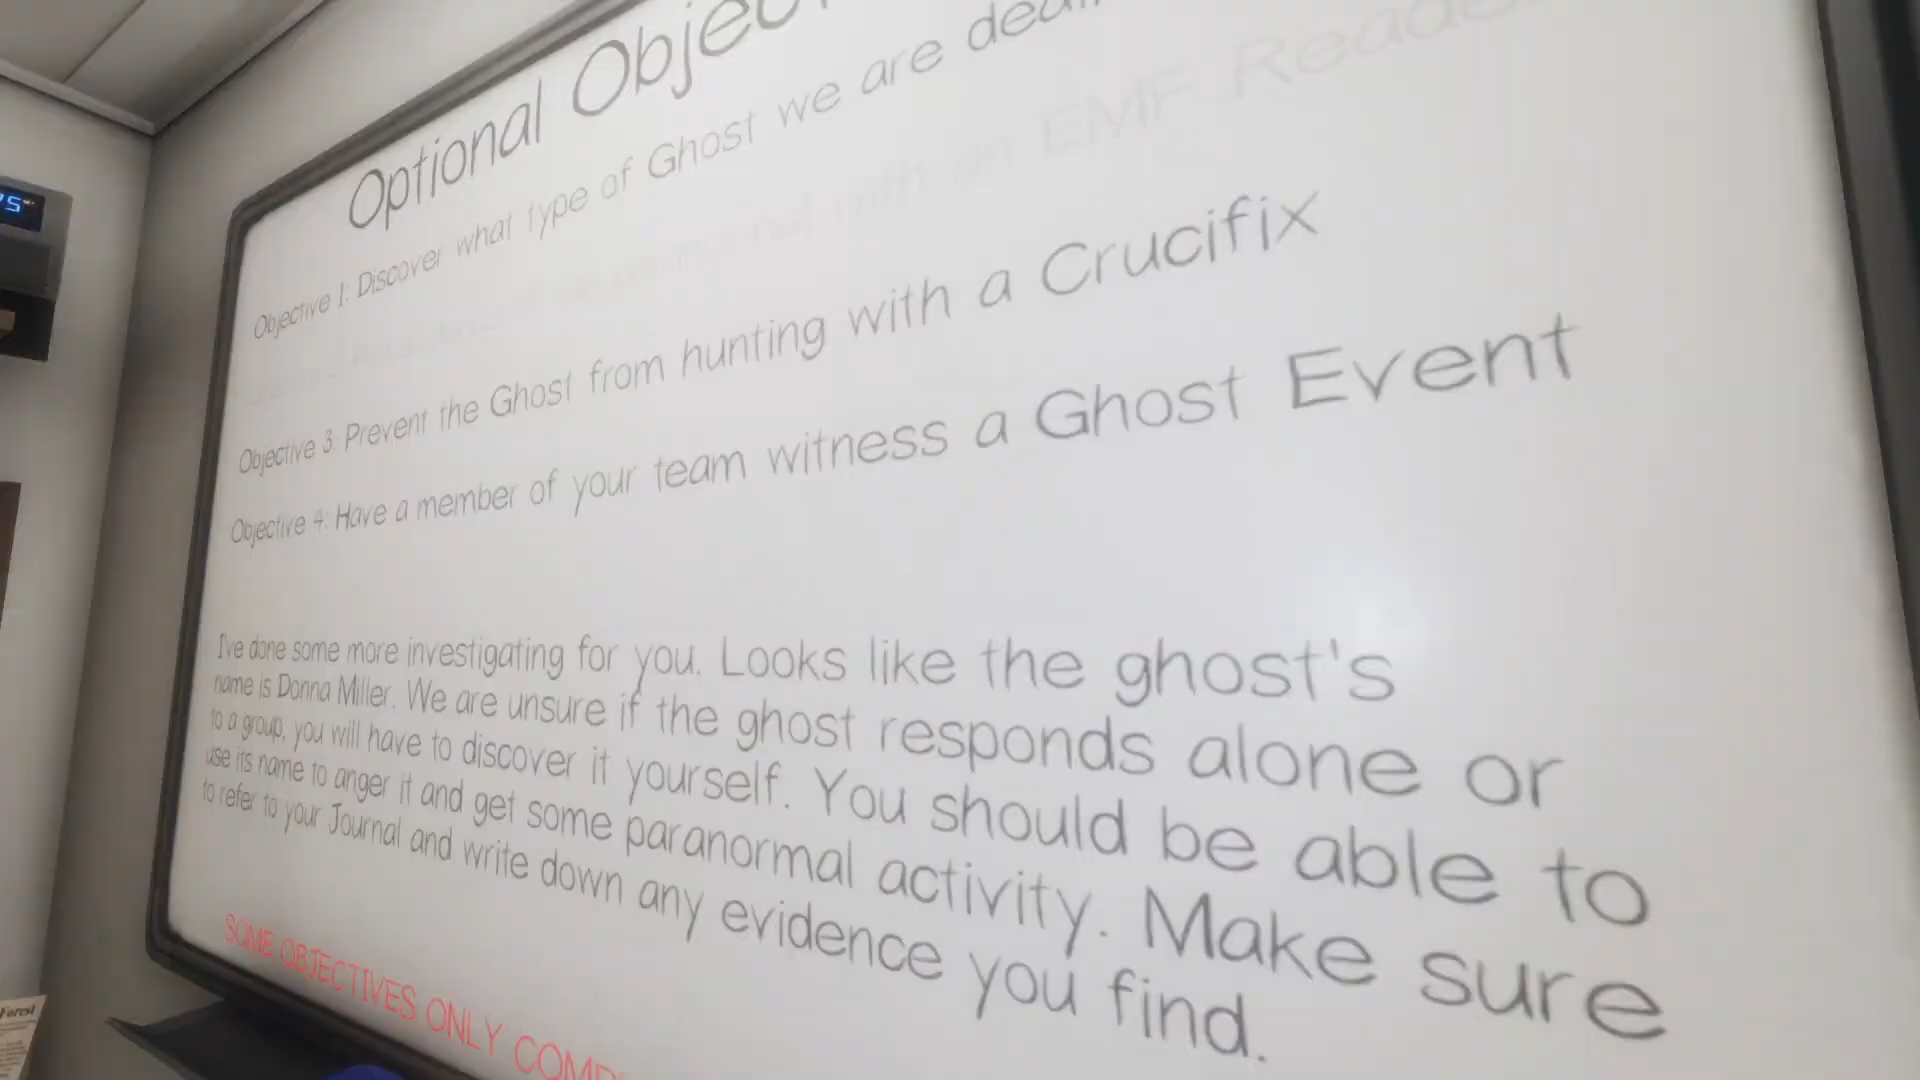 Optional
Objective 1: Discover what type of Ghost we are
with an EMF
Objective 3: Prevent the Ghost from hunting with a Crucifix
Objective 4: Have a member of your team witness a Ghost Event
I've done some more investigating for you. Looks like the ghost's
name is Donna Miller. We are unsure if the ghost responds alone or
to a group, you will have to discover it yourself. You should be able to
use its name to anger it and get some paranormal activity. Make sure
to refer to your Journal and write down any evidence you find.
SOME OBJECTIVES ONLY
Forest